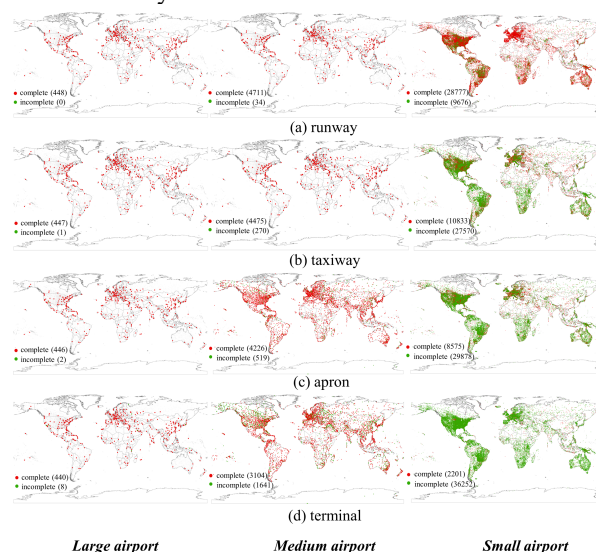 complete (448)
incomplete (0)
complete (4711)
incomplete (34)
complete (28777)
incomplete (9676)
(a) runway
complete (447)
incomplete (1)
complete (4475)
incomplete (270)
complete (10833)
incomplete (27570)
(b) taxiway
complete (446)
incomplete (2)
complete (4226)
incomplete (519)
complete (8575)
incomplete (29878)
(c) apron
complete (440)
incomplete (8)
complete (3104)
incomplete (1641)
complete (2201)
incomplete (36252)
(d) terminal
Large airport Medium airport Small airport